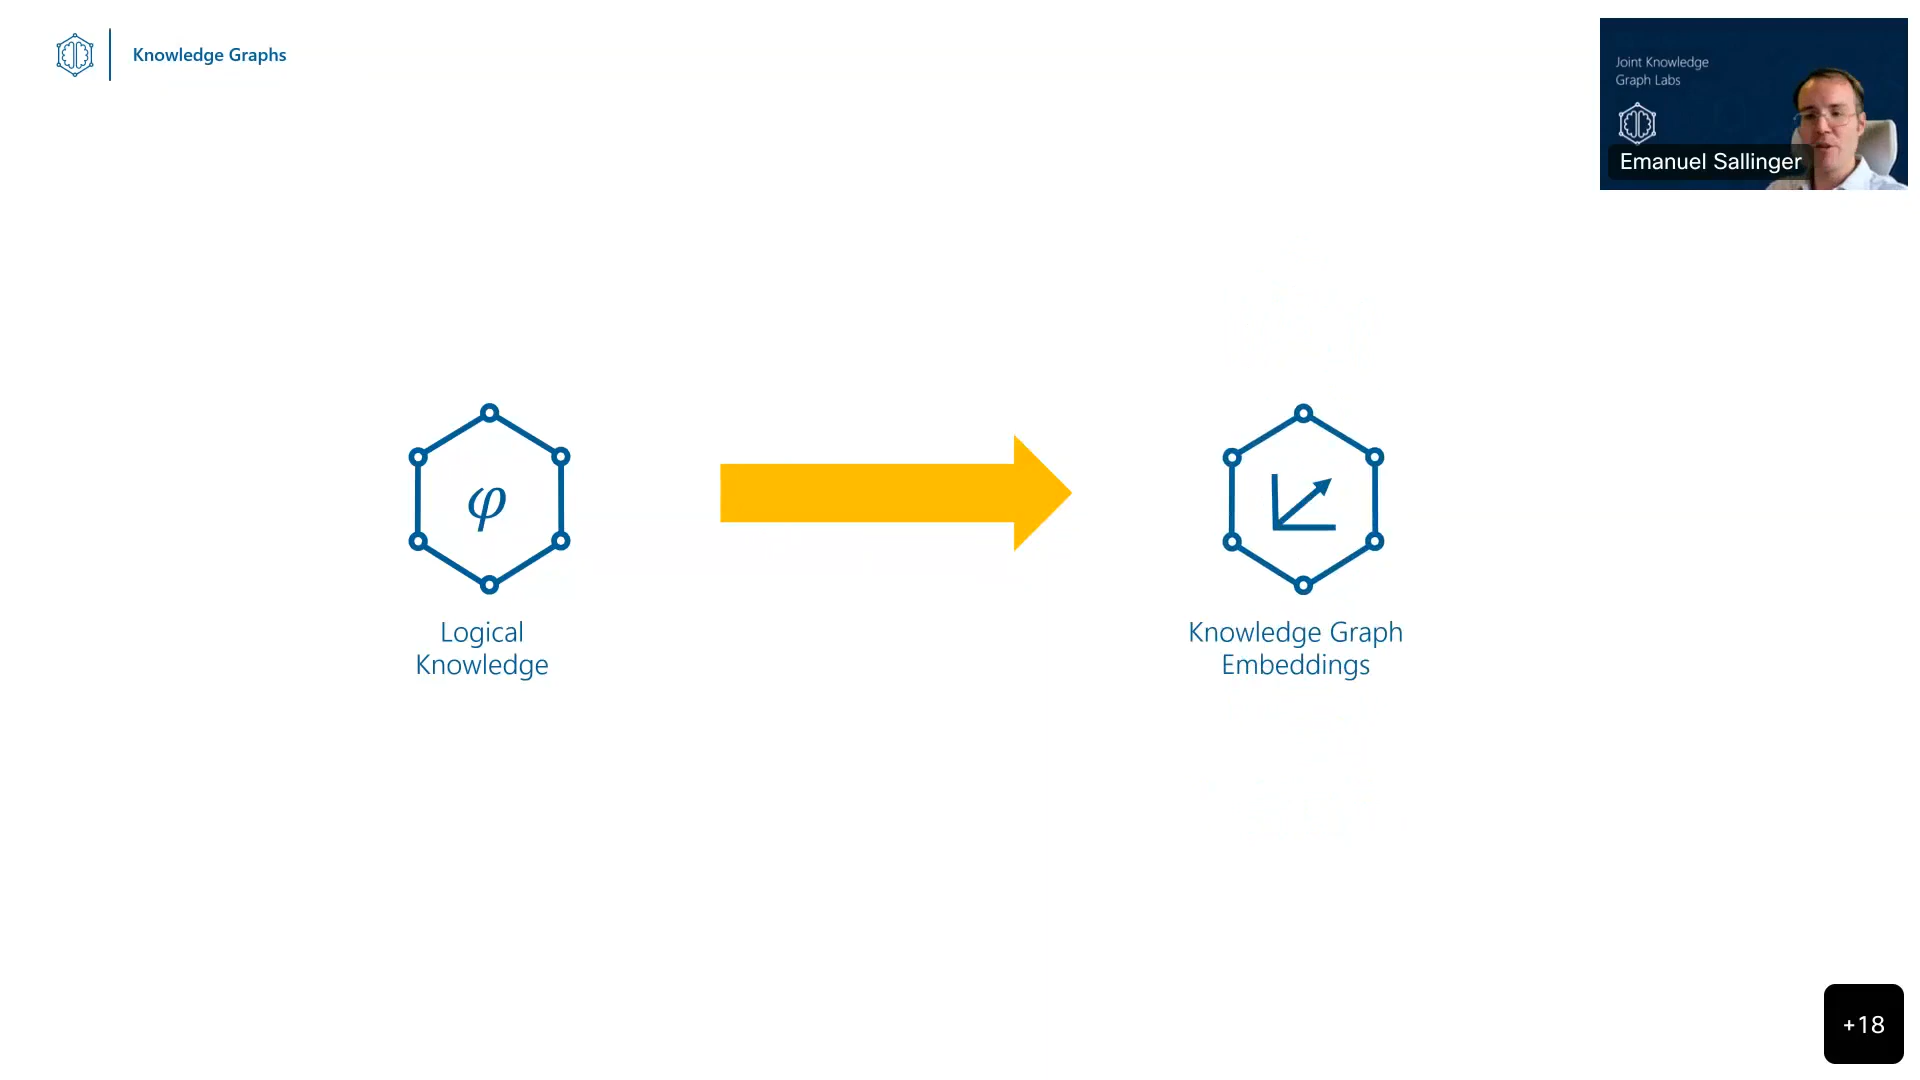 Knowledge Graphs
Joint Knowledge
Graph Labs
Emanuel Sallinger
φ
Logical
Knowledge
Knowledge Graph
Embeddings
+18